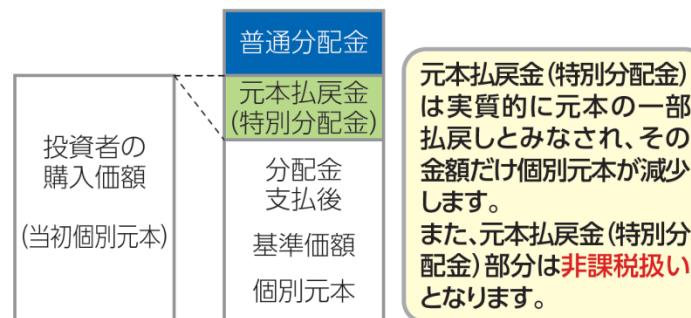 普通分配金
元本払戻金
(特別分配金)
投資者の
購入価額
(当初個別元本)
分配金
支払後
基準価額
個別元本
元本払戻金(特別分配金)
は実質的に元本の一部
払戻しとみなされ、その
金額だけ個別元本が減少
します。
また、元本払戻金(特別分
配金)部分は非課税扱い
となります。